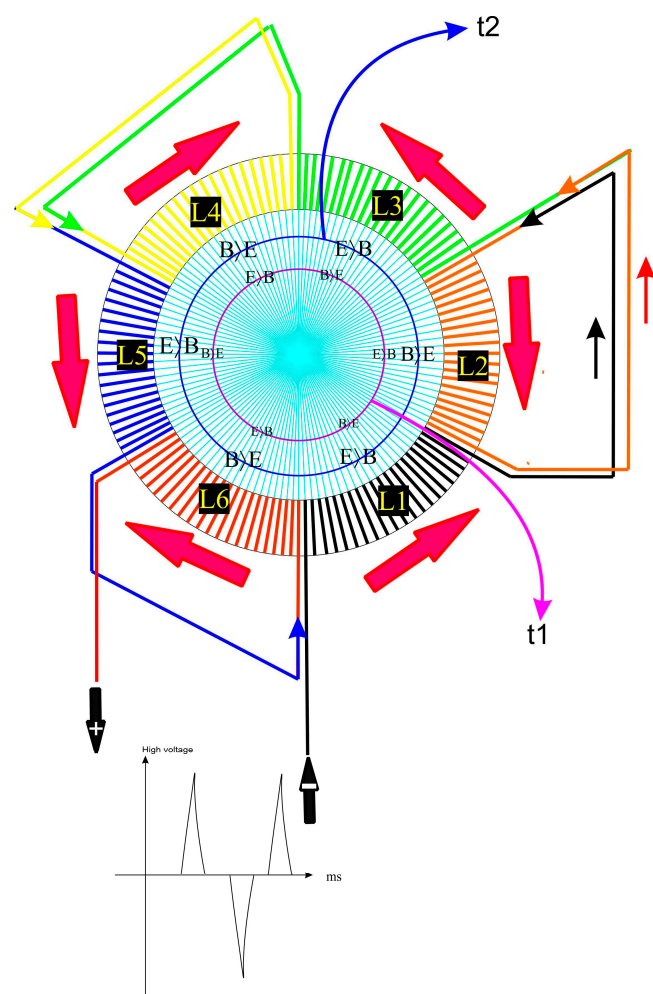 t2
L3
L4
B⟩E
E⟩B
E⟩B
B⟩E
L5
E⟩B
B⟩E
E⟩B
B⟩E
L2
E⟩B
B⟩E
B⟩E
E⟩B
L6
L1
t1
+
-
High voltage
ms